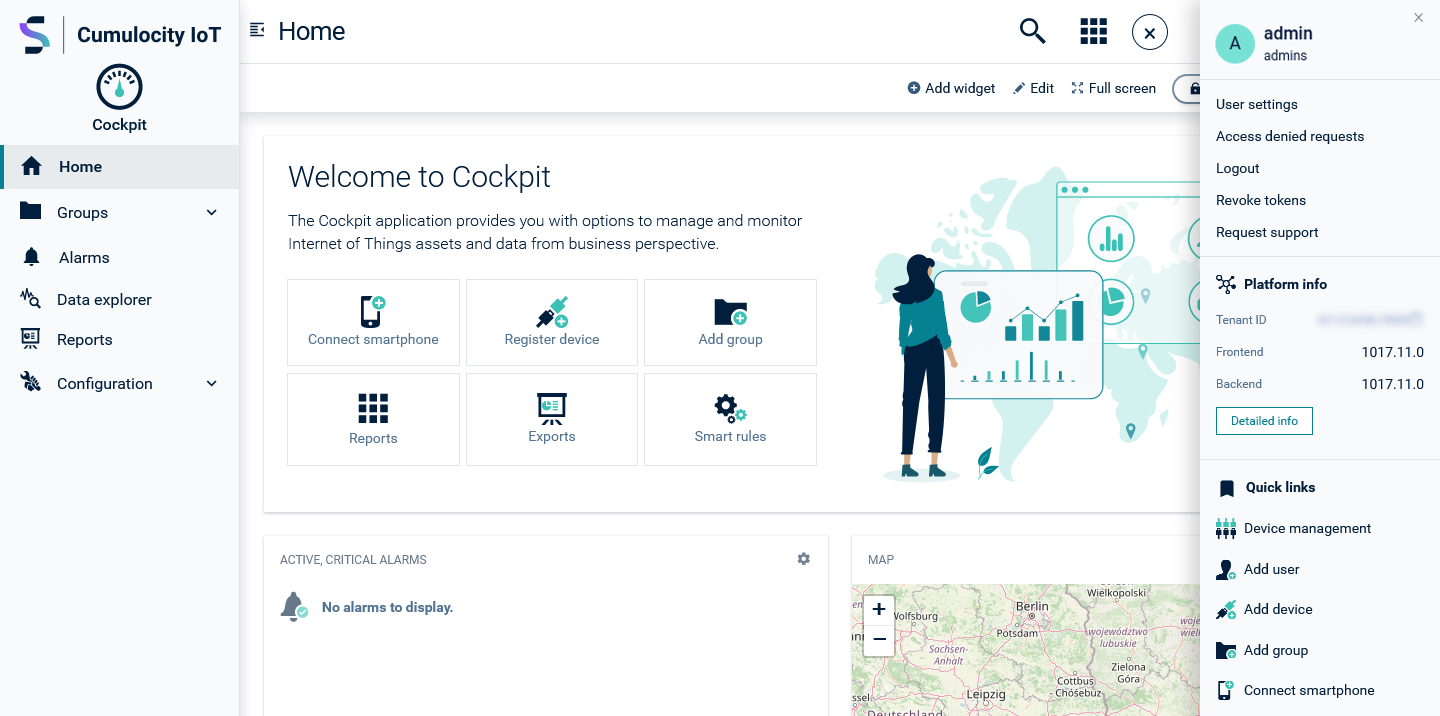 Cumulocity IoT
Cockpit
Home
Groups
Alarms
Data explorer
Reports
Configuration
Home
Add widget
Edit
Full screen
Welcome to Cockpit
The Cockpit application provides you with options to manage and monitor
Internet of Things assets and data from business perspective.
Connect smartphone
Register device
Add group
Reports
Exports
Smart rules
ACTIVE, CRITICAL ALARMS
No alarms to display.
MAP
+
−
Wielkopolski
Berlin
Wolfsburg
Potsdam
województwo
lubuskie
Sachsen-
Anhalt
Zielona
Góra
Cottbus
- Chóśebuz
Leipzig
Deutschland
A
admin
admins
User settings
Access denied requests
Logout
Revoke tokens
Request support
Platform info
Tenant ID
Frontend
1017.11.0
Backend
1017.11.0
Detailed info
Quick links
Device management
Add user
Add device
Add group
Connect smartphone